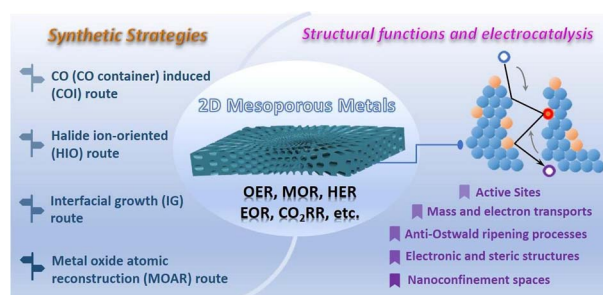 Synthetic Strategies
CO (CO container) induced
(COI) route
Halide ion-oriented
(HIO) route
Interfacial growth (IG)
route
Metal oxide atomic
reconstruction (MOAR) route
2D Mesoporous Metals
OER, MOR, HER
EOR, CO₂RR, etc.
Structural functions and electrocatalysis
Active Sites
Mass and electron transports
Anti-Ostwald ripening processes
Electronic and steric structures
Nanoconfinement spaces